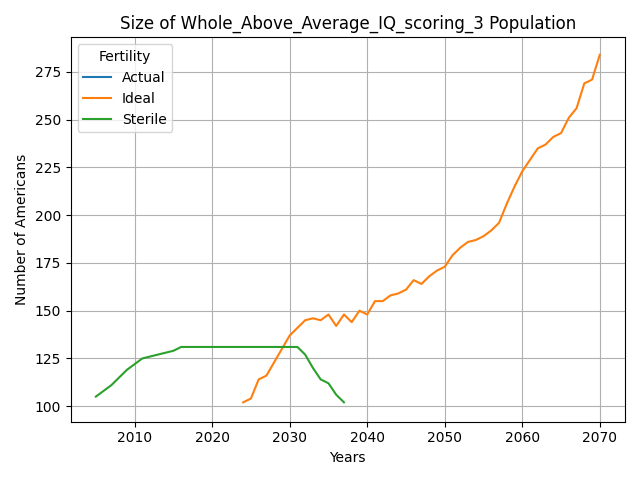 Size of Whole_Above_Average_IQ_scoring_3 Population
Fertility
Actual
Ideal
Sterile
Number of Americans
275
250
225
200
175
150
125
100
2010 2020 2030 2040 2050 2060 2070
Years